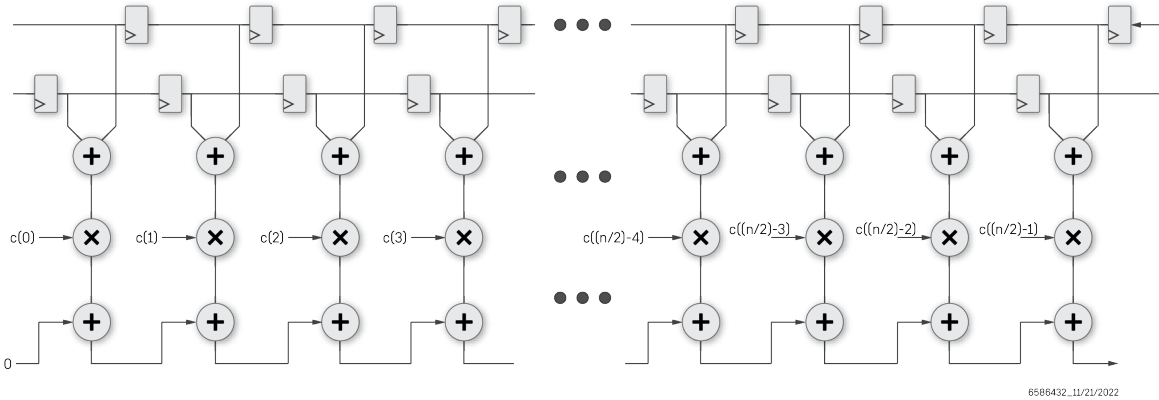 c(0) c(1) c(2) c(3) c((n/2)-4) c((n/2)-3) c((n/2)-2) c((n/2)-1)
0
6586432_11/21/2022